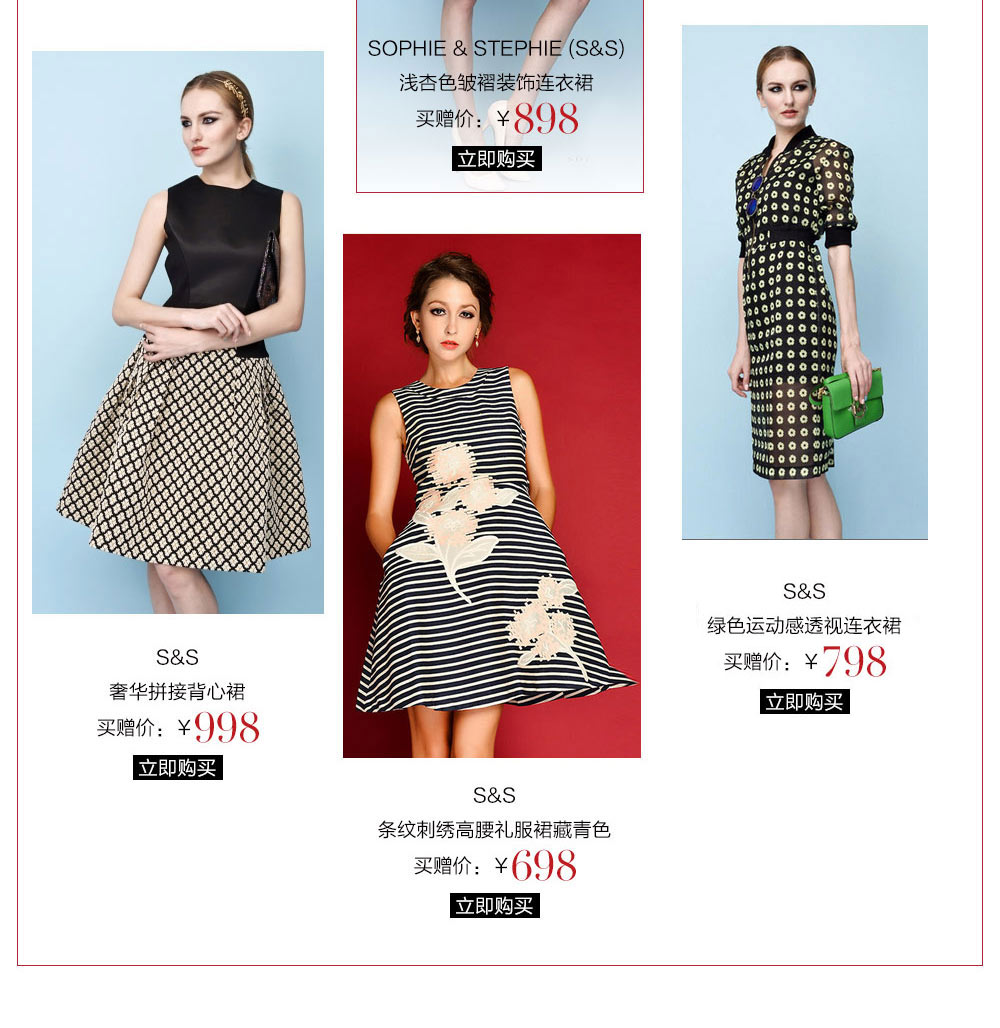 SOPHIE & STEPHIE (S&S)
浅杏色皱褶装饰连衣裙
买赠价：¥898
立即购买
S&S
奢华拼接背心裙
买赠价：¥998
立即购买
S&S
条纹刺绣高腰礼服裙藏青色
买赠价：¥698
立即购买
S&S
绿色运动感透视连衣裙
买赠价：¥798
立即购买